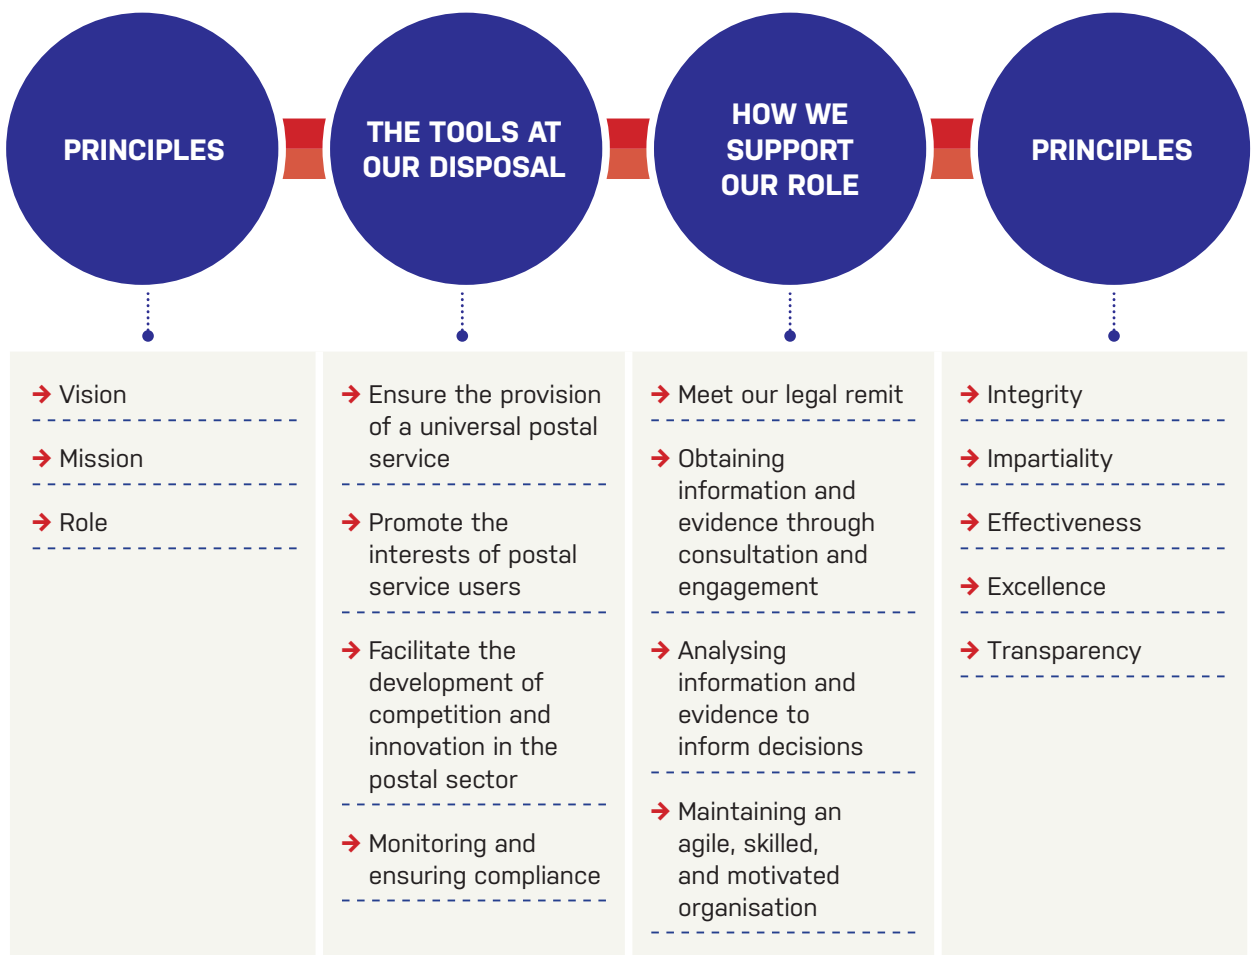 PRINCIPLES
THE TOOLS AT
OUR DISPOSAL
HOW WE
SUPPORT
OUR ROLE
PRINCIPLES
Vision
Mission
Role
Ensure the provision
of a universal postal
service
Promote the
interests of postal
service users
Facilitate the
development of
competition and
innovation in the
postal sector
Monitoring and
ensuring compliance
Meet our legal remit
Obtaining
information and
evidence through
consultation and
engagement
Analysing
information and
evidence to
inform decisions
Maintaining an
agile, skilled,
and motivated
organisation
Integrity
Impartiality
Effectiveness
Excellence
Transparency